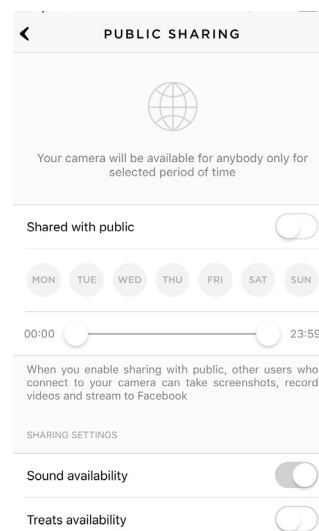 PUBLIC SHARING
Your camera will be available for anybody only for
selected period of time
Shared with public
MON TUE WED THU FRI SAT SUN
00:00 23:59
When you enable sharing with public, other users who
connect to your camera can take screenshots, record
videos and stream to Facebook
SHARING SETTINGS
Sound availability
Treats availability